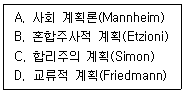 A. 사회 계획론(Mannheim)
B. 혼합주사적 계획(Etzioni)
C. 합리주의 계획(Simon)
D. 교류적 계획(Friedmann)